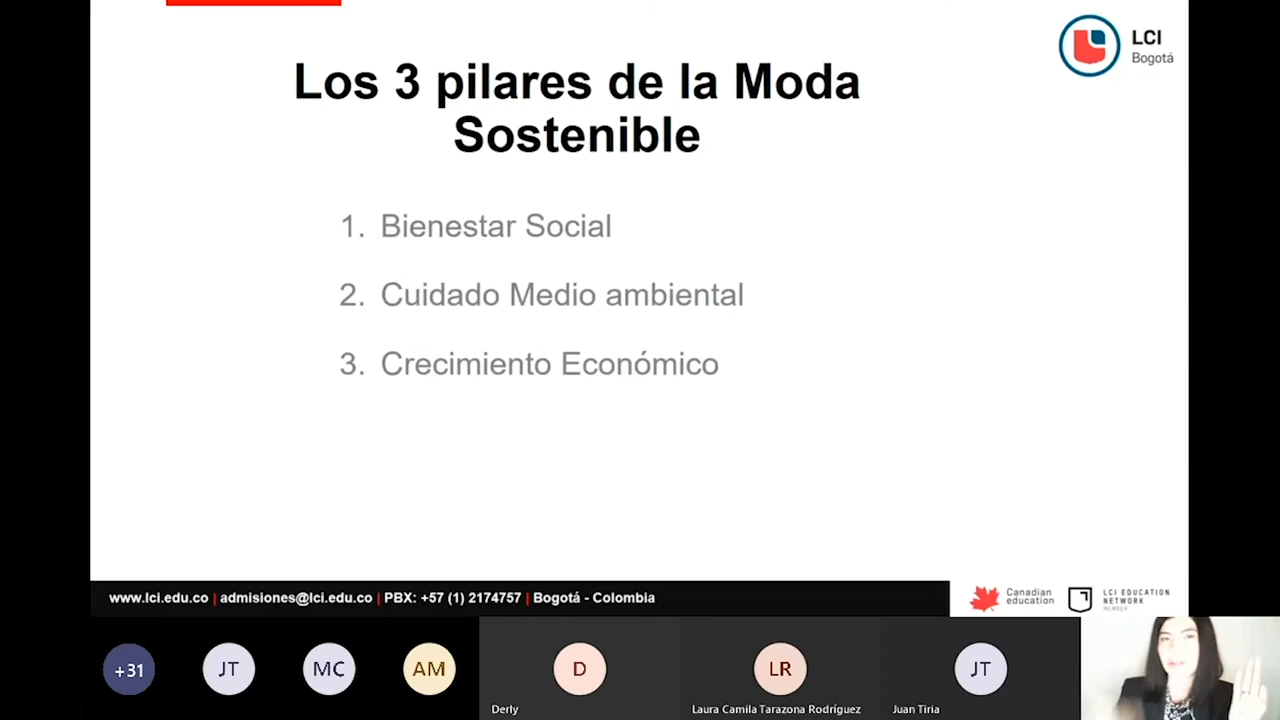 LCI
Bogotá
Los 3 pilares de la Moda
Sostenible
1. Bienestar Social
2. Cuidado Medio ambiental
3. Crecimiento Económico
www.lci.edu.co | admisiones@lci.edu.co | PBX: +57 (1) 2174757 | Bogotá - Colombia
Canadian
education
LCI EDUCATION
NETWORK
MEMBER
+31
JT
MC
AM
D
LR
JT
Derly
Laura Camila Tarazona Rodríguez
Juan Tiria